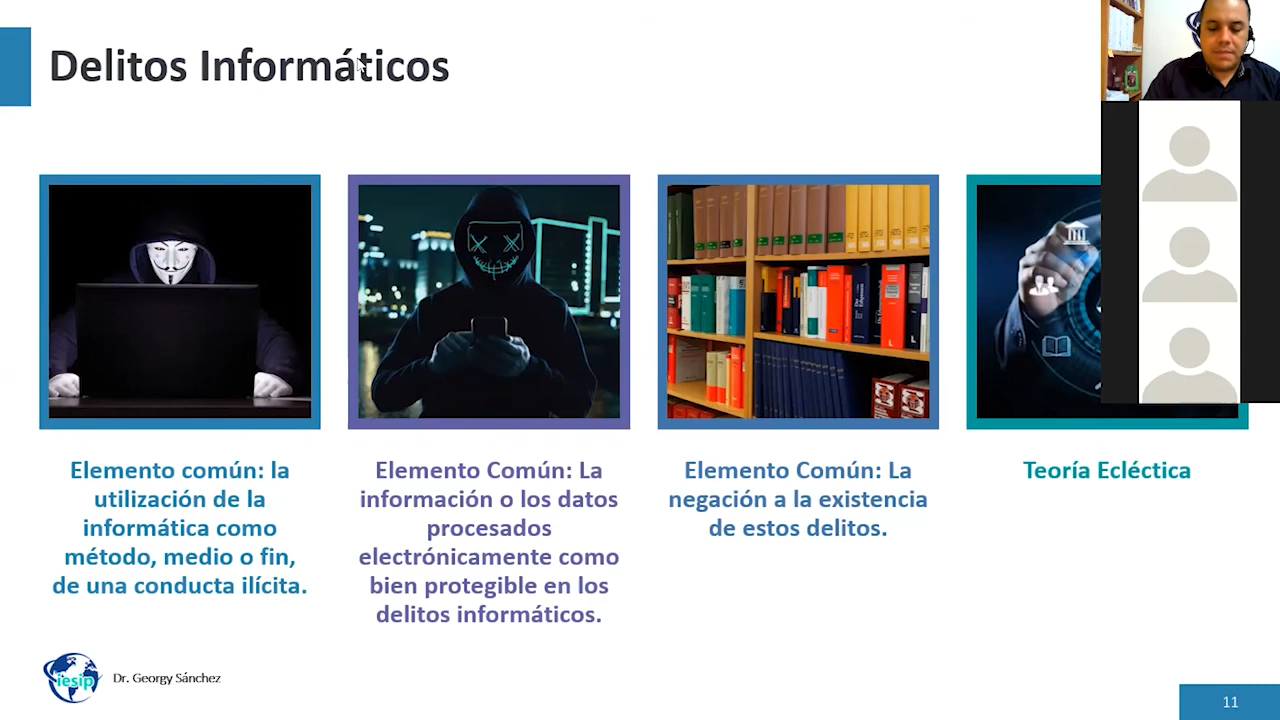 Delitos Informáticos
Elemento común: la
utilización de la
informática como
método, medio o fin,
de una conducta ilícita.
Elemento Común: La
información o los datos
procesados
electrónicamente como
bien protegible en los
delitos informáticos.
Elemento Común: La
negación a la existencia
de estos delitos.
Teoría Ecléctica
iesip
Dr. Georgy Sánchez
11